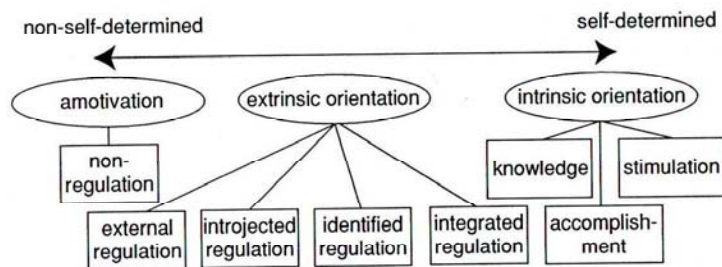 non-self-determined
self-determined
amotivation
extrinsic orientation
intrinsic orientation
non-
regulation
knowledge
stimulation
external
regulation
introjected
regulation
identified
regulation
integrated
regulation
accomplish-
ment